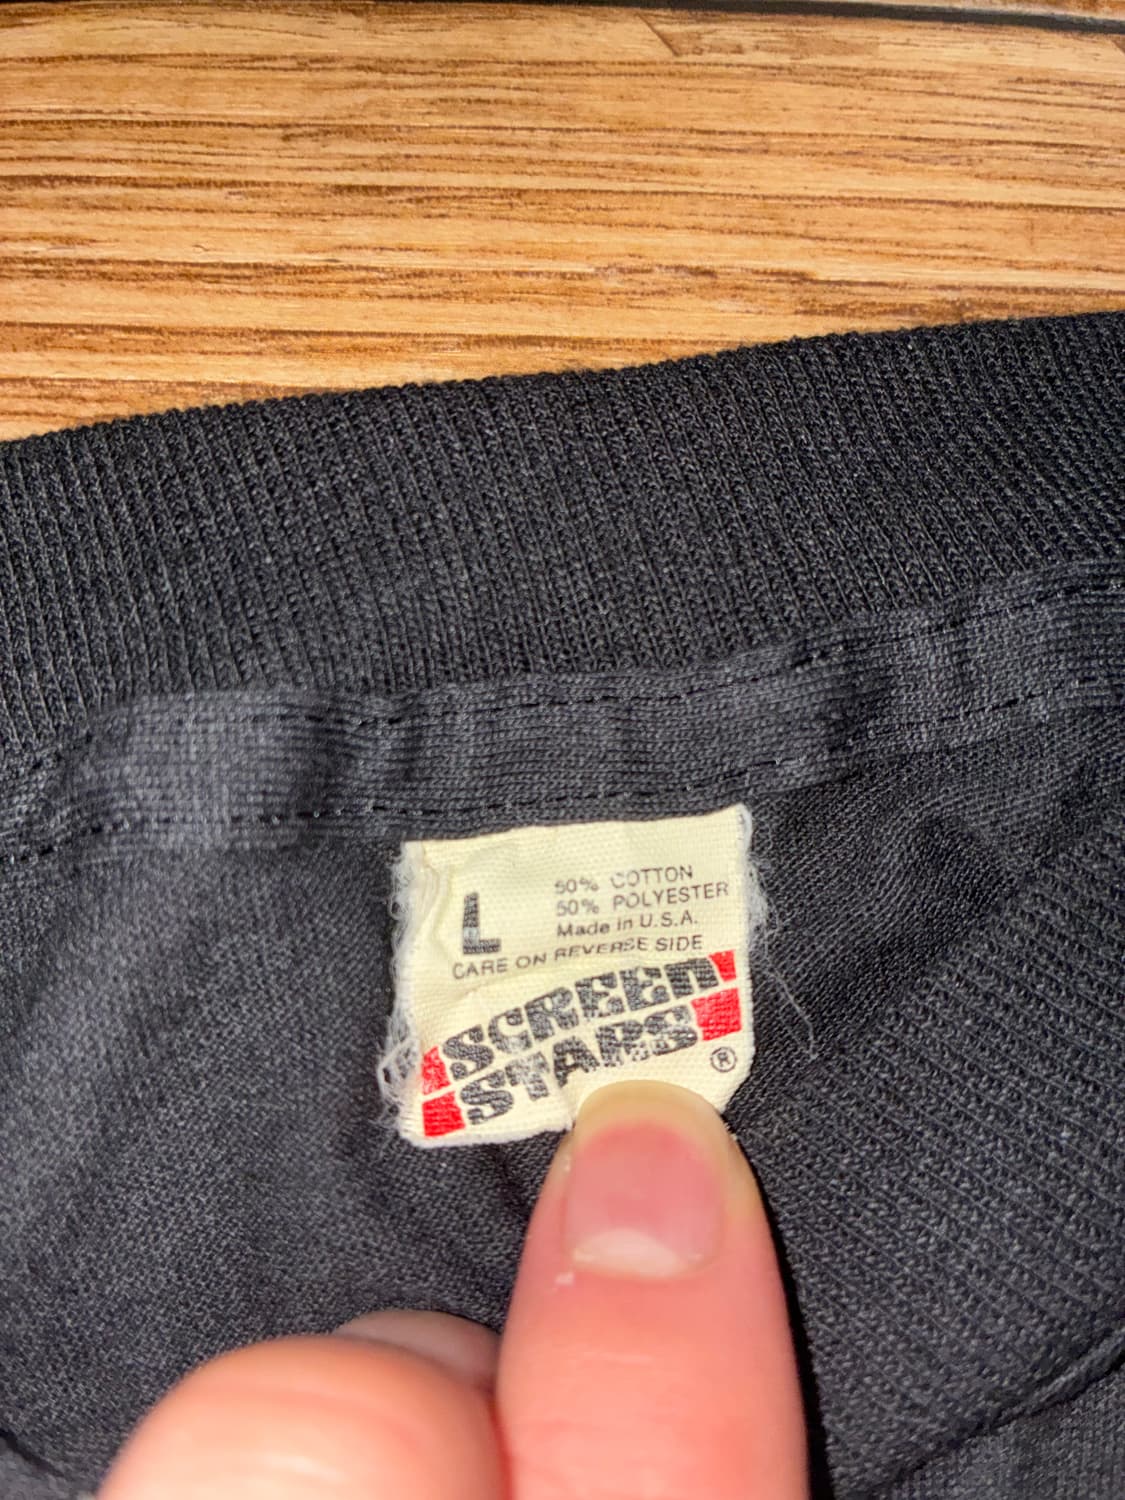 L
50% COTTON
50% POLYESTER
Made in U.S.A.
CARE ON REVERSE SIDE
SCREEN
STARS
®